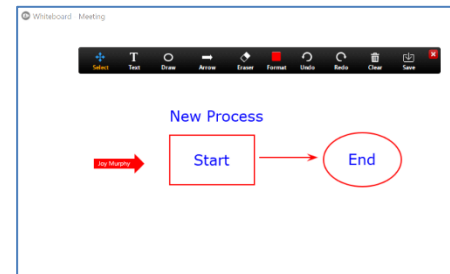 Whiteboard Meeting
Select Text Draw Arrow Eraser Format Undo Redo Clear Save
New Process
Joy Murphy Start End